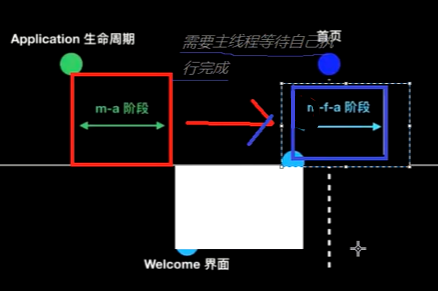 Application 生命周期
首页
需要主线程等待自己执
行完成
m-a 阶段
-f-a 阶段
Welcome 界面